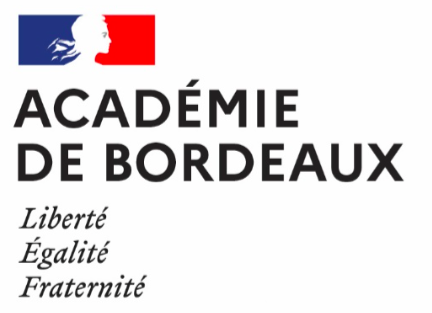 ACADÉMIE
DE BORDEAUX
Liberté
Égalité
Fraternité